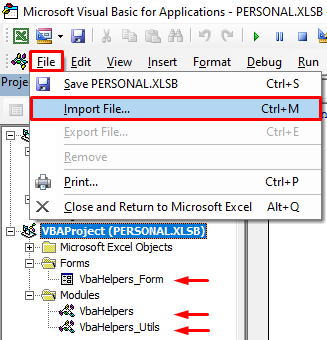 Microsoft Visual Basic for Applications - PERSONAL.XLSB
File Edit View Insert Format Debug Run
Save PERSONAL.XLSB Ctrl+S
Import File... Ctrl+M
Export File... Ctrl+E
Remove
Print... Ctrl+P
Close and Return to Microsoft Excel Alt+Q
VBAProject (PERSONAL.XLSB)
Microsoft Excel Objects
Forms
VbaHelpers_Form
Modules
VbaHelpers
VbaHelpers_Utils